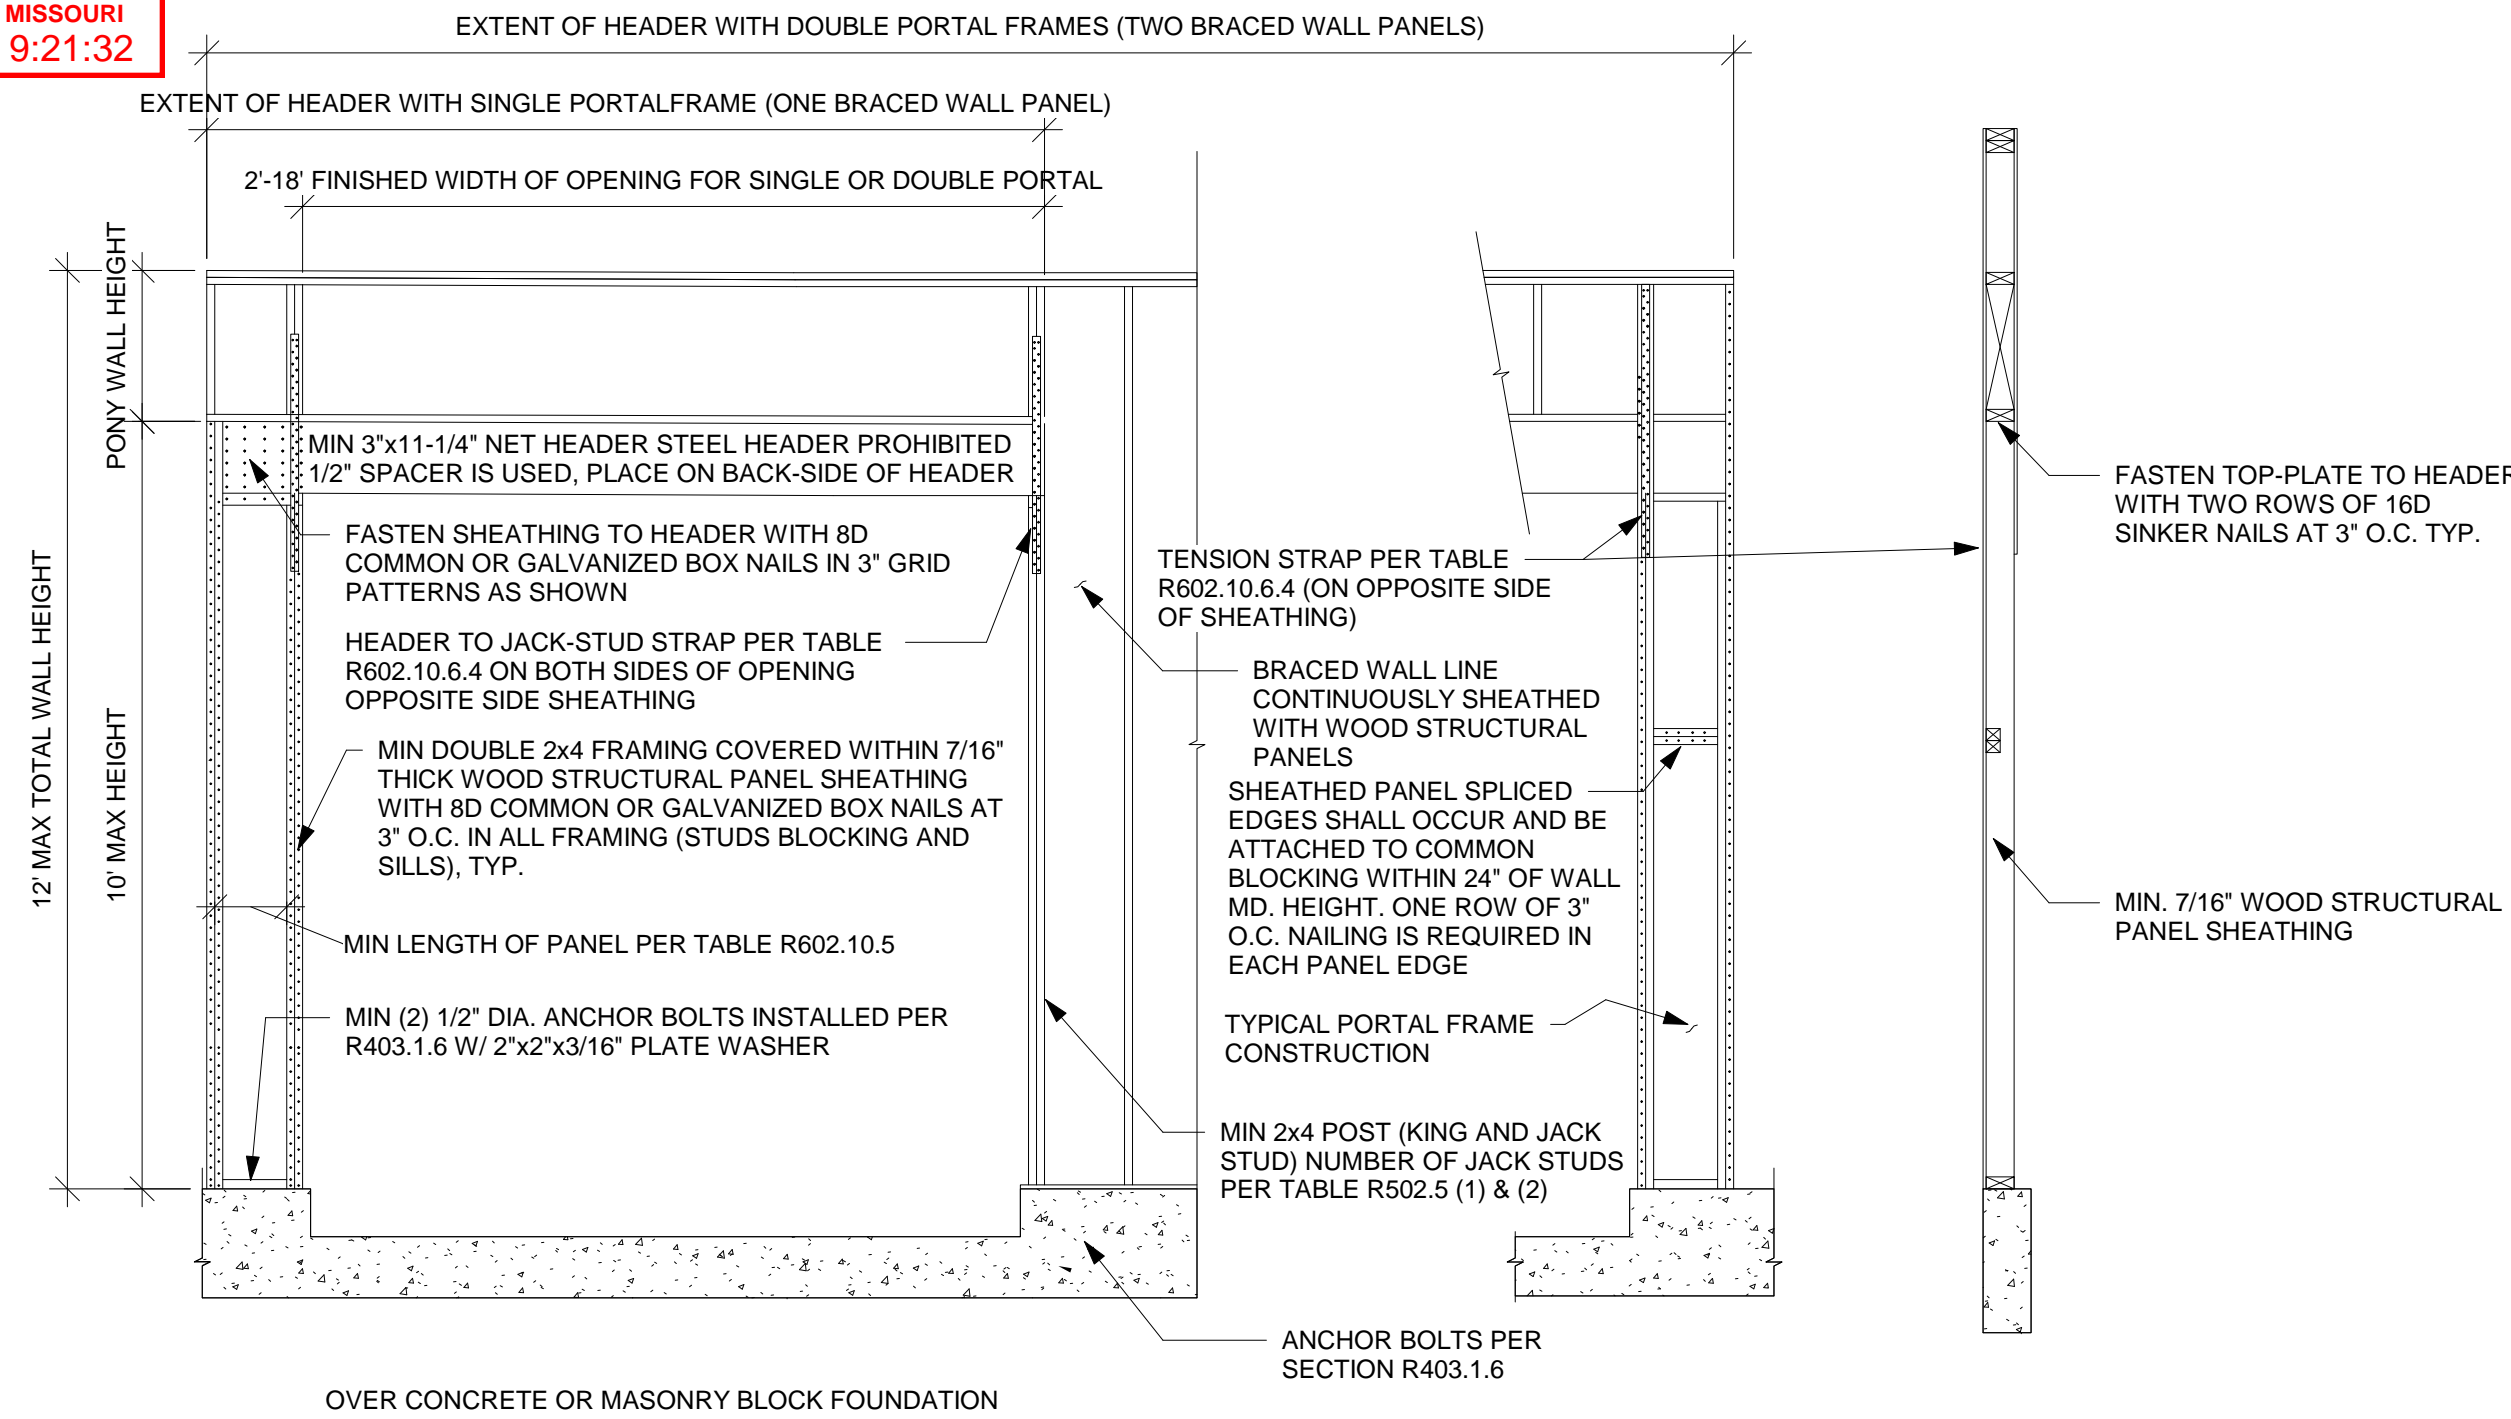 MISSOURI
9:21:32
EXTENT OF HEADER WITH DOUBLE PORTAL FRAMES (TWO BRACED WALL PANELS)
EXTENT OF HEADER WITH SINGLE PORTALFRAME (ONE BRACED WALL PANEL)
2'-18' FINISHED WIDTH OF OPENING FOR SINGLE OR DOUBLE PORTAL
PONY WALL HEIGHT
12' MAX TOTAL WALL HEIGHT
10' MAX HEIGHT
MIN 3"x11-1/4" NET HEADER STEEL HEADER PROHIBITED
1/2" SPACER IS USED, PLACE ON BACK-SIDE OF HEADER
FASTEN SHEATHING TO HEADER WITH 8D
COMMON OR GALVANIZED BOX NAILS IN 3" GRID
PATTERNS AS SHOWN
HEADER TO JACK-STUD STRAP PER TABLE
R602.10.6.4 ON BOTH SIDES OF OPENING
OPPOSITE SIDE SHEATHING
MIN DOUBLE 2x4 FRAMING COVERED WITHIN 7/16"
THICK WOOD STRUCTURAL PANEL SHEATHING
WITH 8D COMMON OR GALVANIZED BOX NAILS AT
3" O.C. IN ALL FRAMING (STUDS BLOCKING AND
SILLS), TYP.
MIN LENGTH OF PANEL PER TABLE R602.10.5
MIN (2) 1/2" DIA. ANCHOR BOLTS INSTALLED PER
R403.1.6 W/ 2"x2"x3/16" PLATE WASHER
TENSION STRAP PER TABLE
R602.10.6.4 (ON OPPOSITE SIDE
OF SHEATHING)
BRACED WALL LINE
CONTINUOUSLY SHEATHED
WITH WOOD STRUCTURAL
PANELS
SHEATHED PANEL SPLICED
EDGES SHALL OCCUR AND BE
ATTACHED TO COMMON
BLOCKING WITHIN 24" OF WALL
MD. HEIGHT. ONE ROW OF 3"
O.C. NAILING IS REQUIRED IN
EACH PANEL EDGE
TYPICAL PORTAL FRAME
CONSTRUCTION
MIN 2x4 POST (KING AND JACK
STUD) NUMBER OF JACK STUDS
PER TABLE R502.5 (1) & (2)
ANCHOR BOLTS PER
SECTION R403.1.6
FASTEN TOP-PLATE TO HEADER
WITH TWO ROWS OF 16D
SINKER NAILS AT 3" O.C. TYP.
MIN. 7/16" WOOD STRUCTURAL
PANEL SHEATHING
OVER CONCRETE OR MASONRY BLOCK FOUNDATION